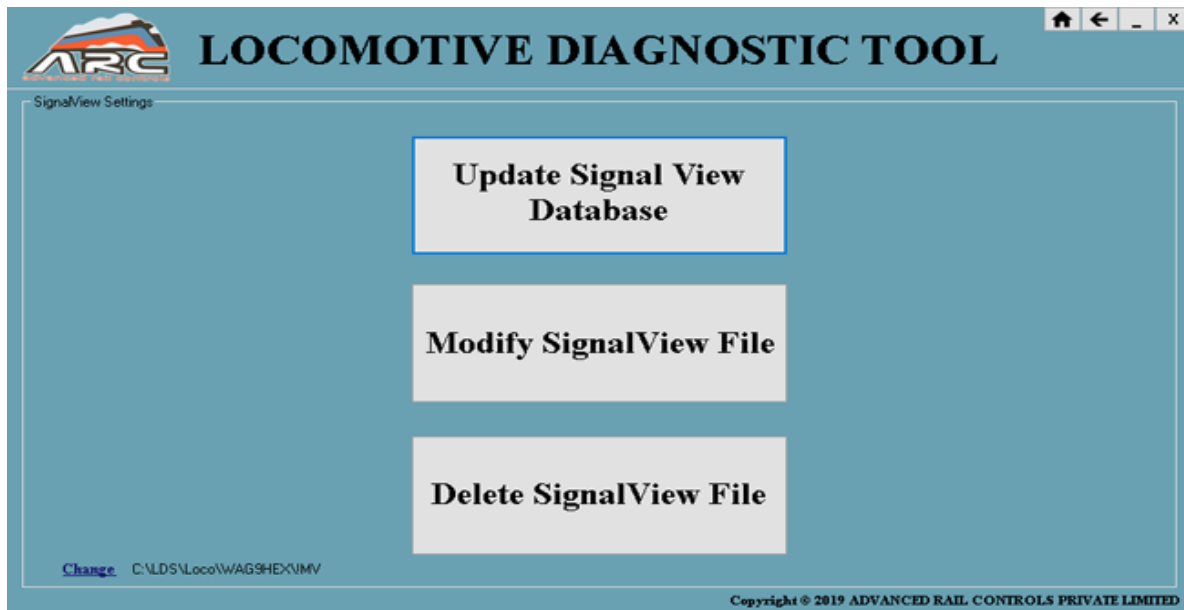 ARC
LOCOMOTIVE DIAGNOSTIC TOOL
_ X
SignalView Settings
Update Signal View
Database
Modify SignalView File
Delete SignalView File
Change C:\LDS\Loco\WAG9HEX\IMV
Copyright © 2019 ADVANCED RAIL CONTROLS PRIVATE LIMITED